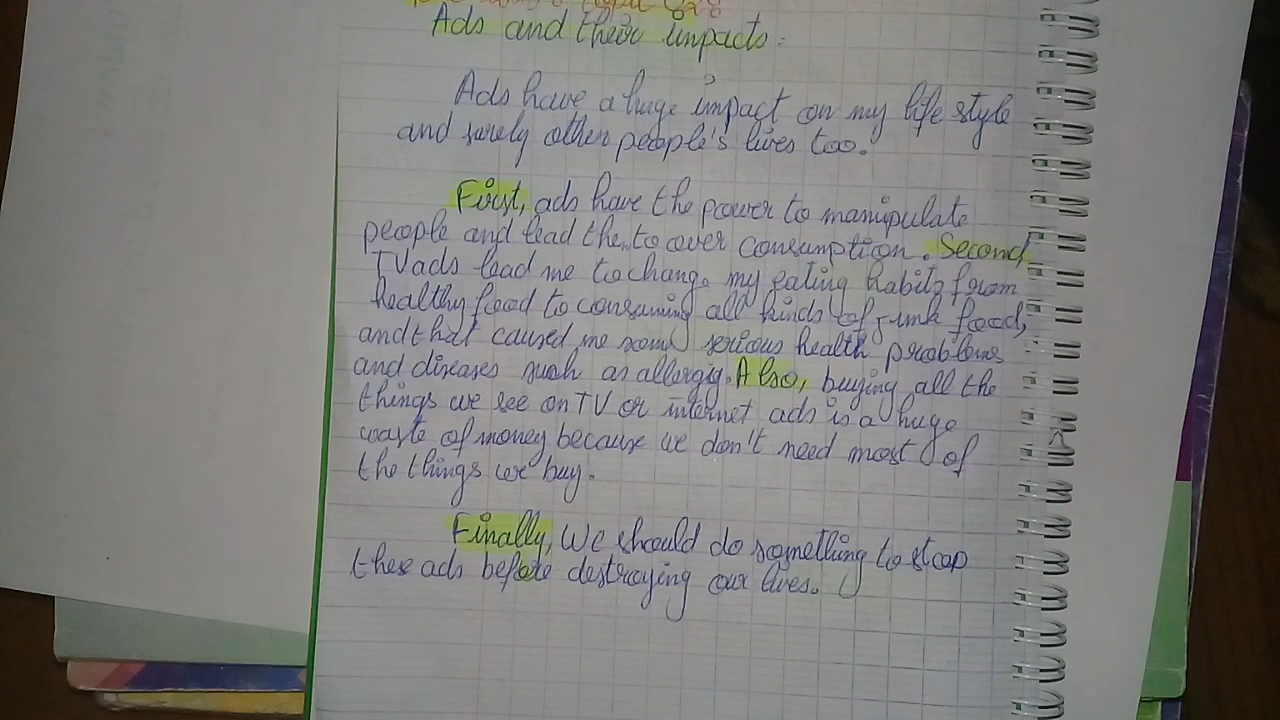 Ads and their impacts:
Ads have a huge impact on my life style
and surely other people's lives too.
First, ads have the power to manipulate
people and lead them to over consumption. Second
TV ads lead me to change my eating habits from
healthy food to consuming all kinds of junk food,
and that caused me some serious health problems
and diseases such as allergy. Also, buying all the
things we see on TV or internet ads is a huge
waste of money because we don't need most of
the things we buy.
Finally, We should do something to stop
thes ads before destroying our lives.